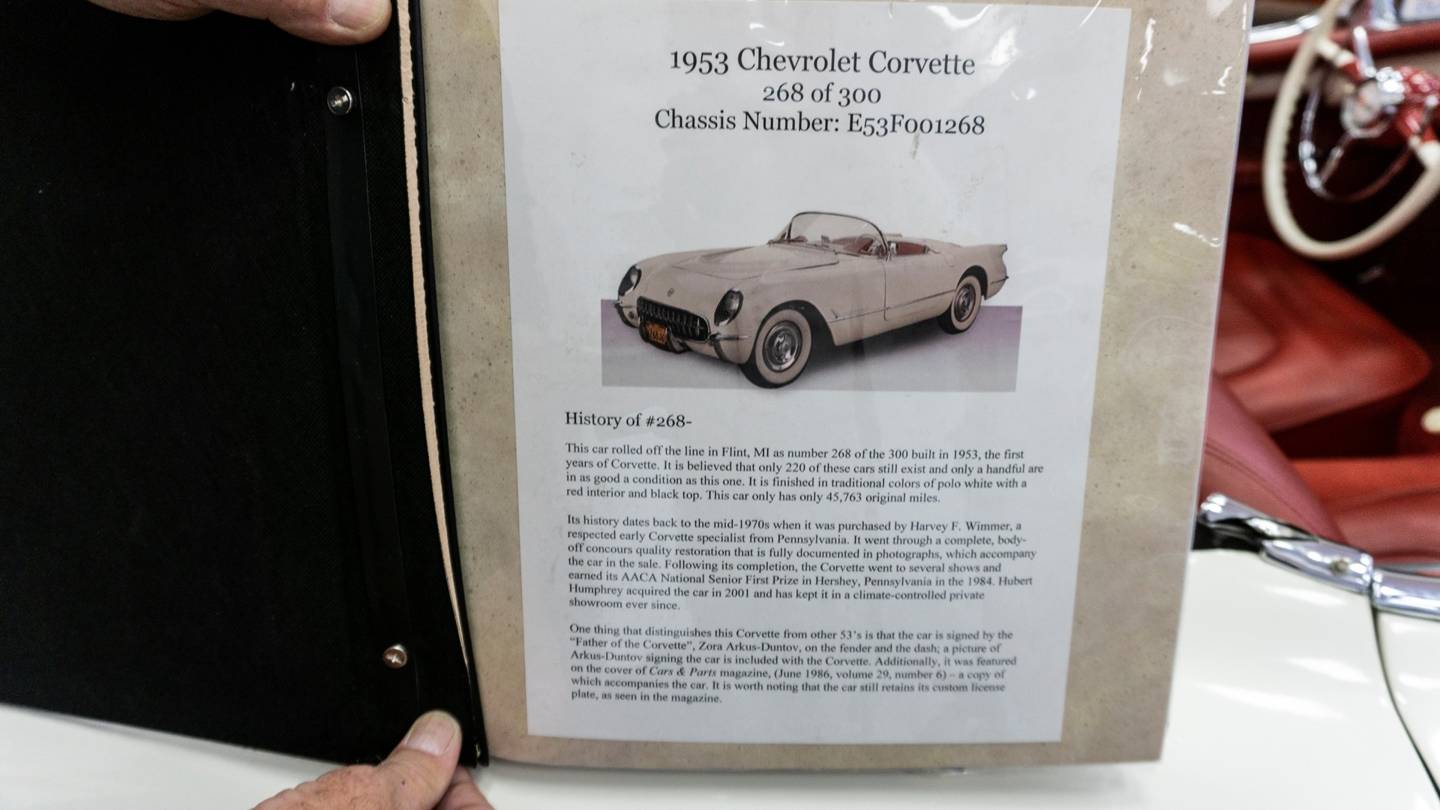 1953 Chevrolet Corvette
268 of 300
Chassis Number: E53F001268
History of #268-
This car rolled off the line in Flint, MI as number 268 of the 300 built in 1953, the first
years of Corvette. It is believed that only 220 of these cars still exist and only a handful are
in as good a condition as this one. It is finished in traditional colors of polo white with a
red interior and black top. This car only has only 45,763 original miles.
Its history dates back to the mid-1970s when it was purchased by Harvey F. Wimmer, a
respected early Corvette specialist from Pennsylvania. It went through a complete, body-
off concours quality restoration that is fully documented in photographs, which accompany
the car in the sale. Following its completion, the Corvette went to several shows and
earned its AACA National Senior First Prize in Hershey, Pennsylvania in the 1984. Hubert
Humphrey acquired the car in 2001 and has kept it in a climate-controlled private
showroom ever since.
One thing that distinguishes this Corvette from other 53's is that the car is signed by the
"Father of the Corvette", Zora Arkus-Duntov, on the fender and the dash; a picture of
Arkus-Duntov signing the car is included with the Corvette. Additionally, it was featured
on the cover of Cars & Parts magazine, (June 1986, volume 29, number 6) – a copy of
which accompanies the car. It is worth noting that the car still retains its custom license
plate, as seen in the magazine.